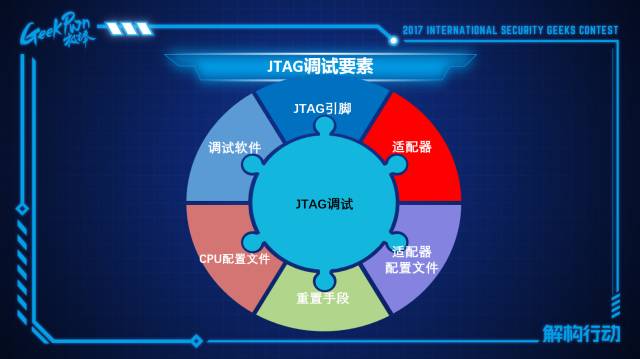 GeekPwn
2017 INTERNATIONAL SECURITY GEEKS CONTEST
JTAG调试要素
JTAG引脚
调试软件
适配器
JTAG调试
CPU配置文件
适配器
配置文件
重置手段
解构行动